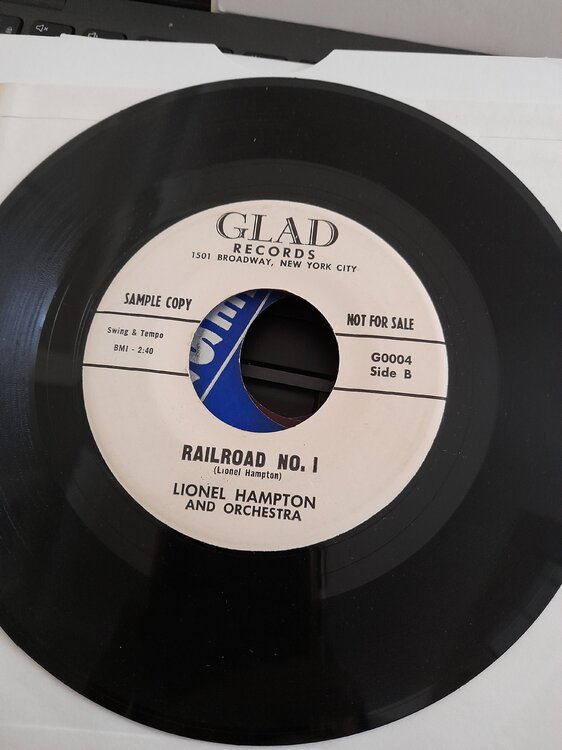 GLAD
RECORDS
1501 BROADWAY, NEW YORK CITY
SAMPLE COPY
NOT FOR SALE
Swing & Tempo
BMI - 2:40
G0004
Side B
RAILROAD NO. 1
(Lionel Hampton)
LIONEL HAMPTON
AND ORCHESTRA